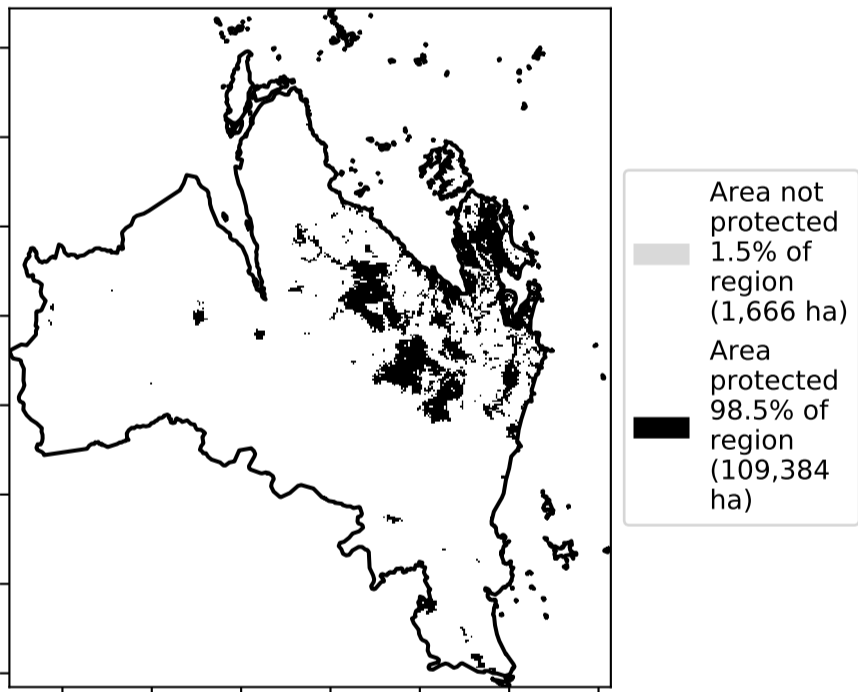 Area not
protected
1.5% of
region
(1,666 ha)
Area
protected
98.5% of
region
(109,384
ha)